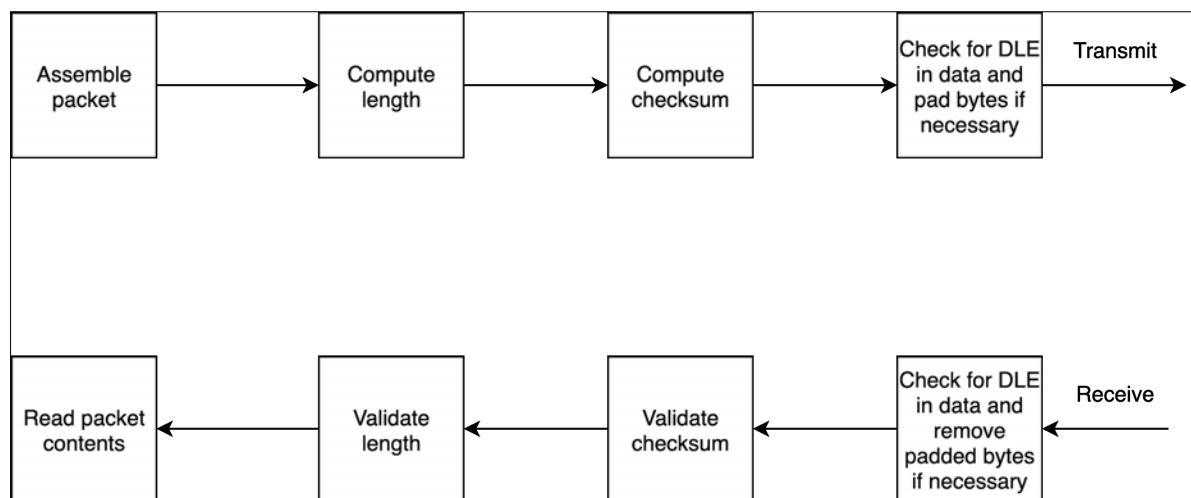 Assemble
packet
Compute
length
Compute
checksum
Check for DLE
in data and
pad bytes if
necessary
Transmit
Read packet
contents
Validate
length
Validate
checksum
Check for DLE
in data and
remove
padded bytes
if necessary
Receive